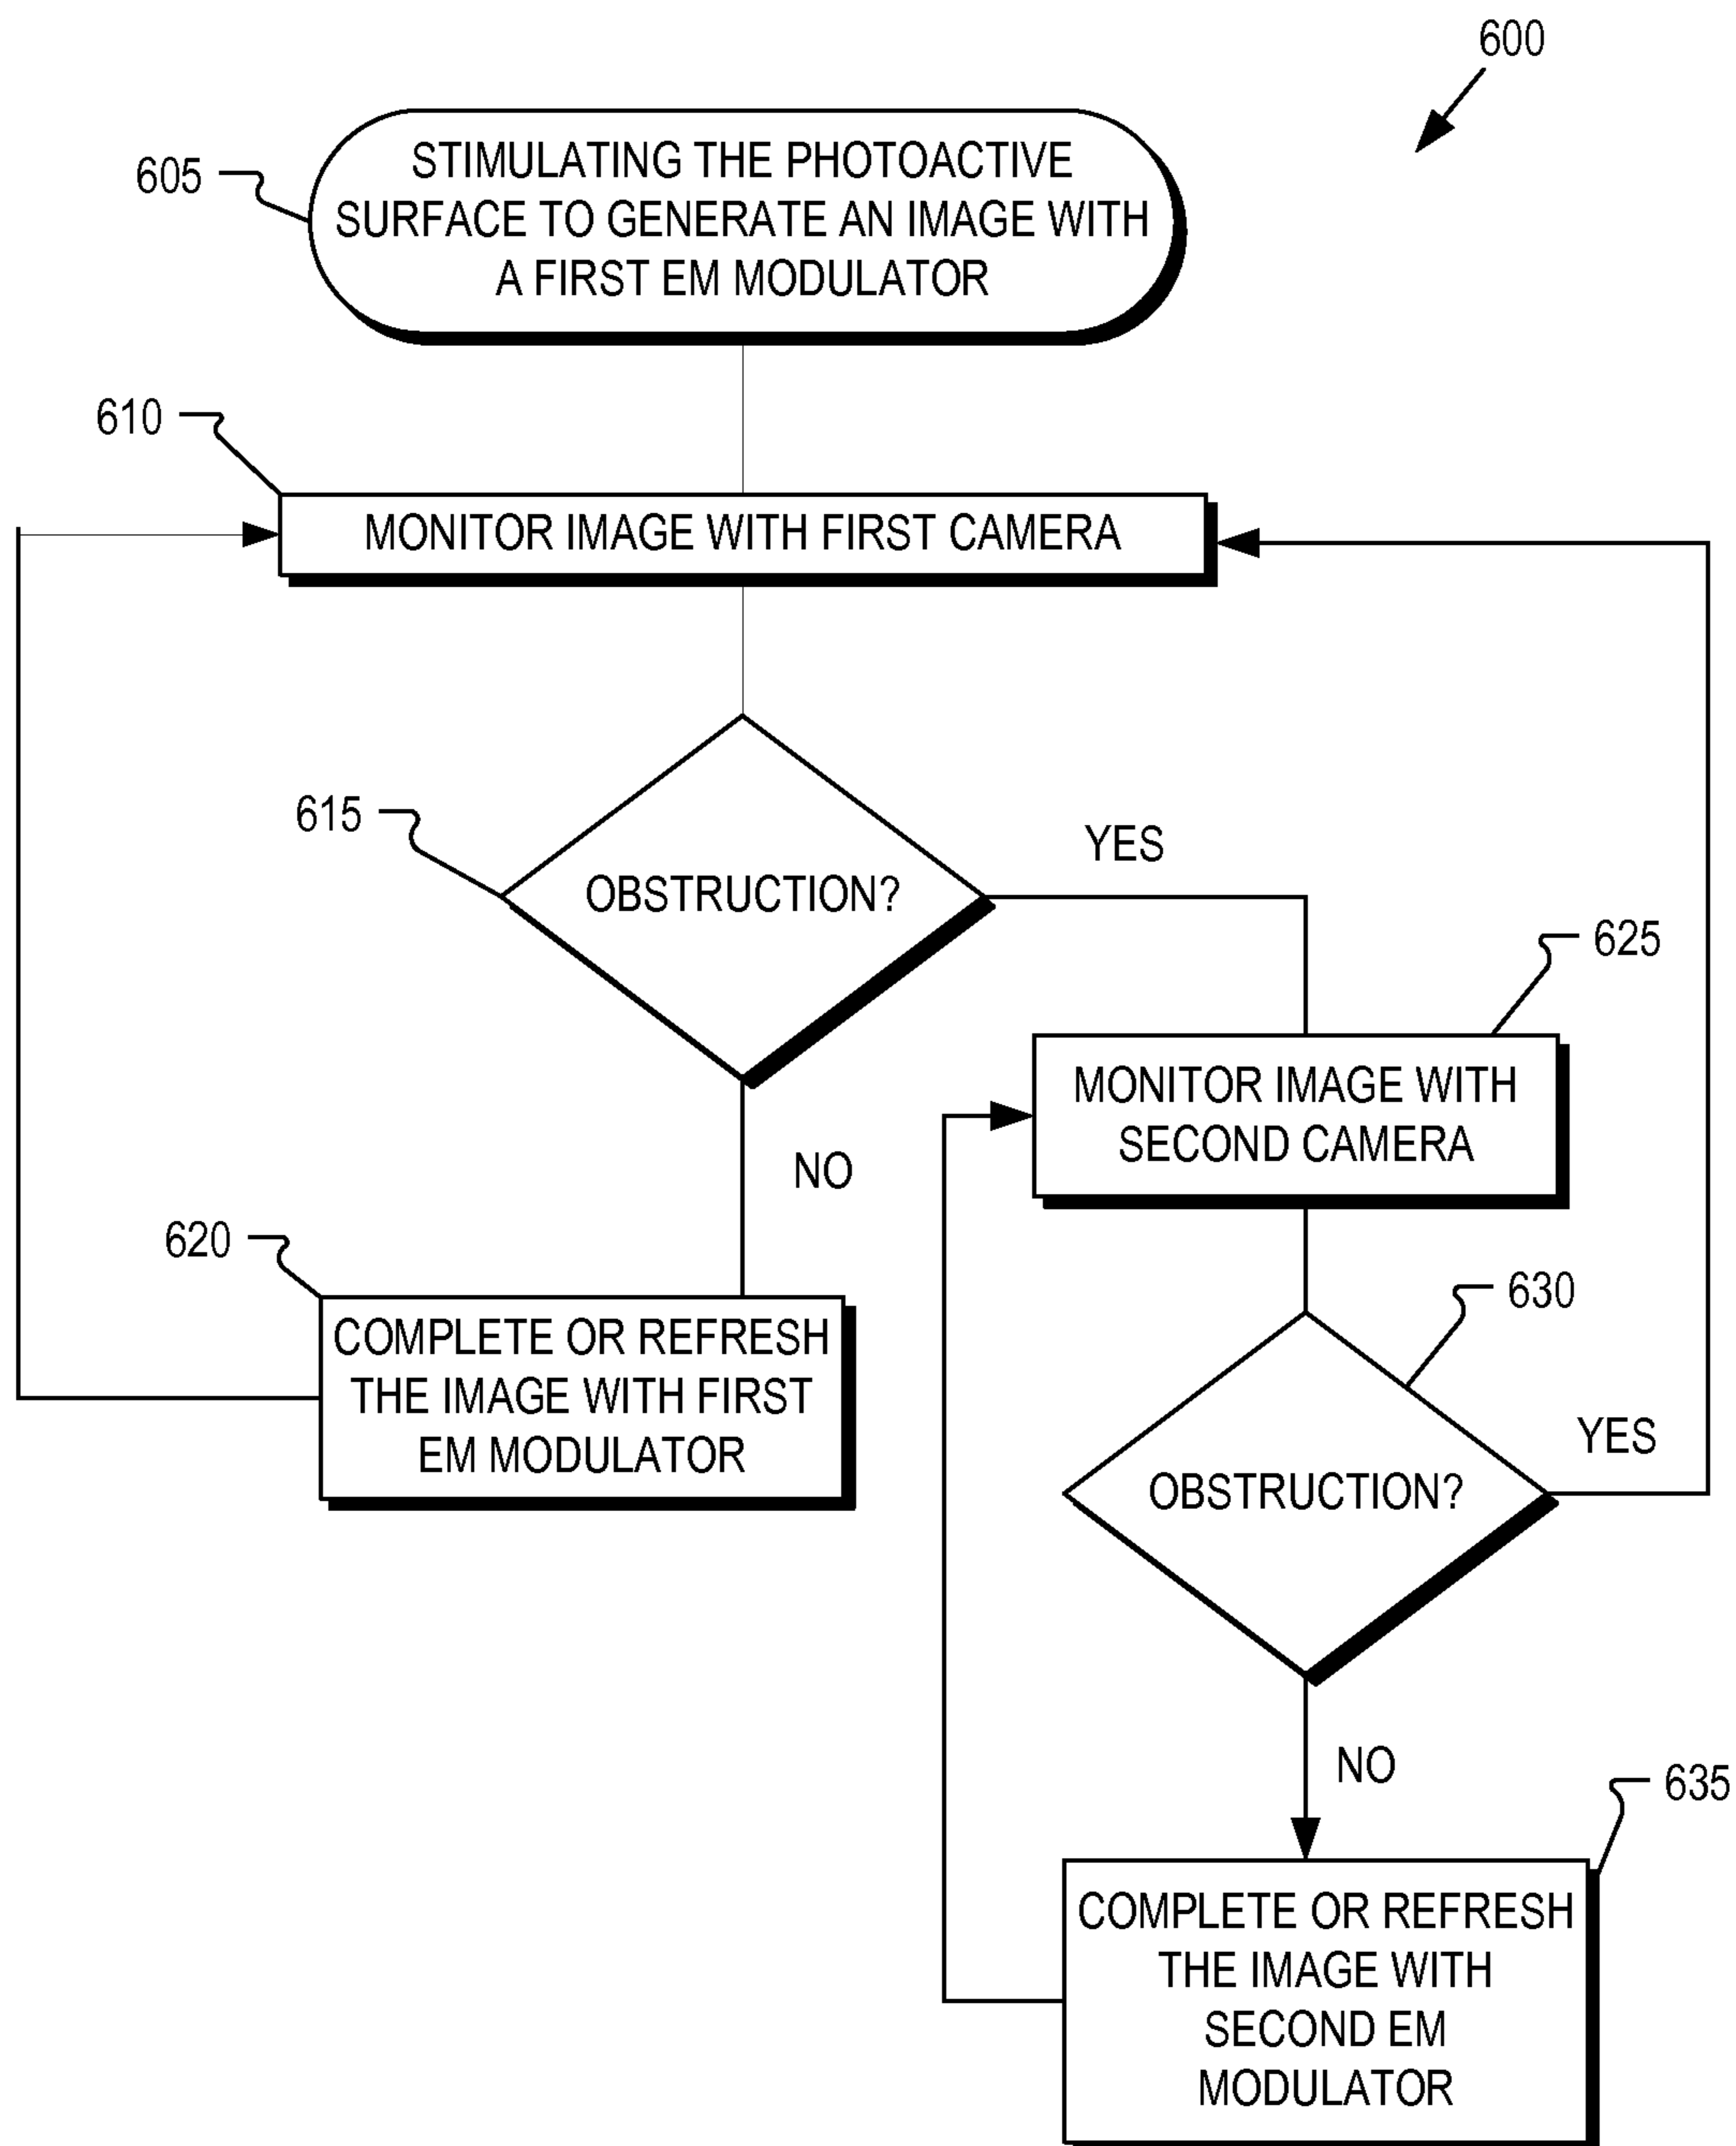 600
605
STIMULATING THE PHOTOACTIVE
SURFACE TO GENERATE AN IMAGE WITH
A FIRST EM MODULATOR
610
MONITOR IMAGE WITH FIRST CAMERA
615
OBSTRUCTION?
YES
625
MONITOR IMAGE WITH
SECOND CAMERA
NO
620
COMPLETE OR REFRESH
THE IMAGE WITH FIRST
EM MODULATOR
630
OBSTRUCTION?
YES
NO
635
COMPLETE OR REFRESH
THE IMAGE WITH
SECOND EM
MODULATOR